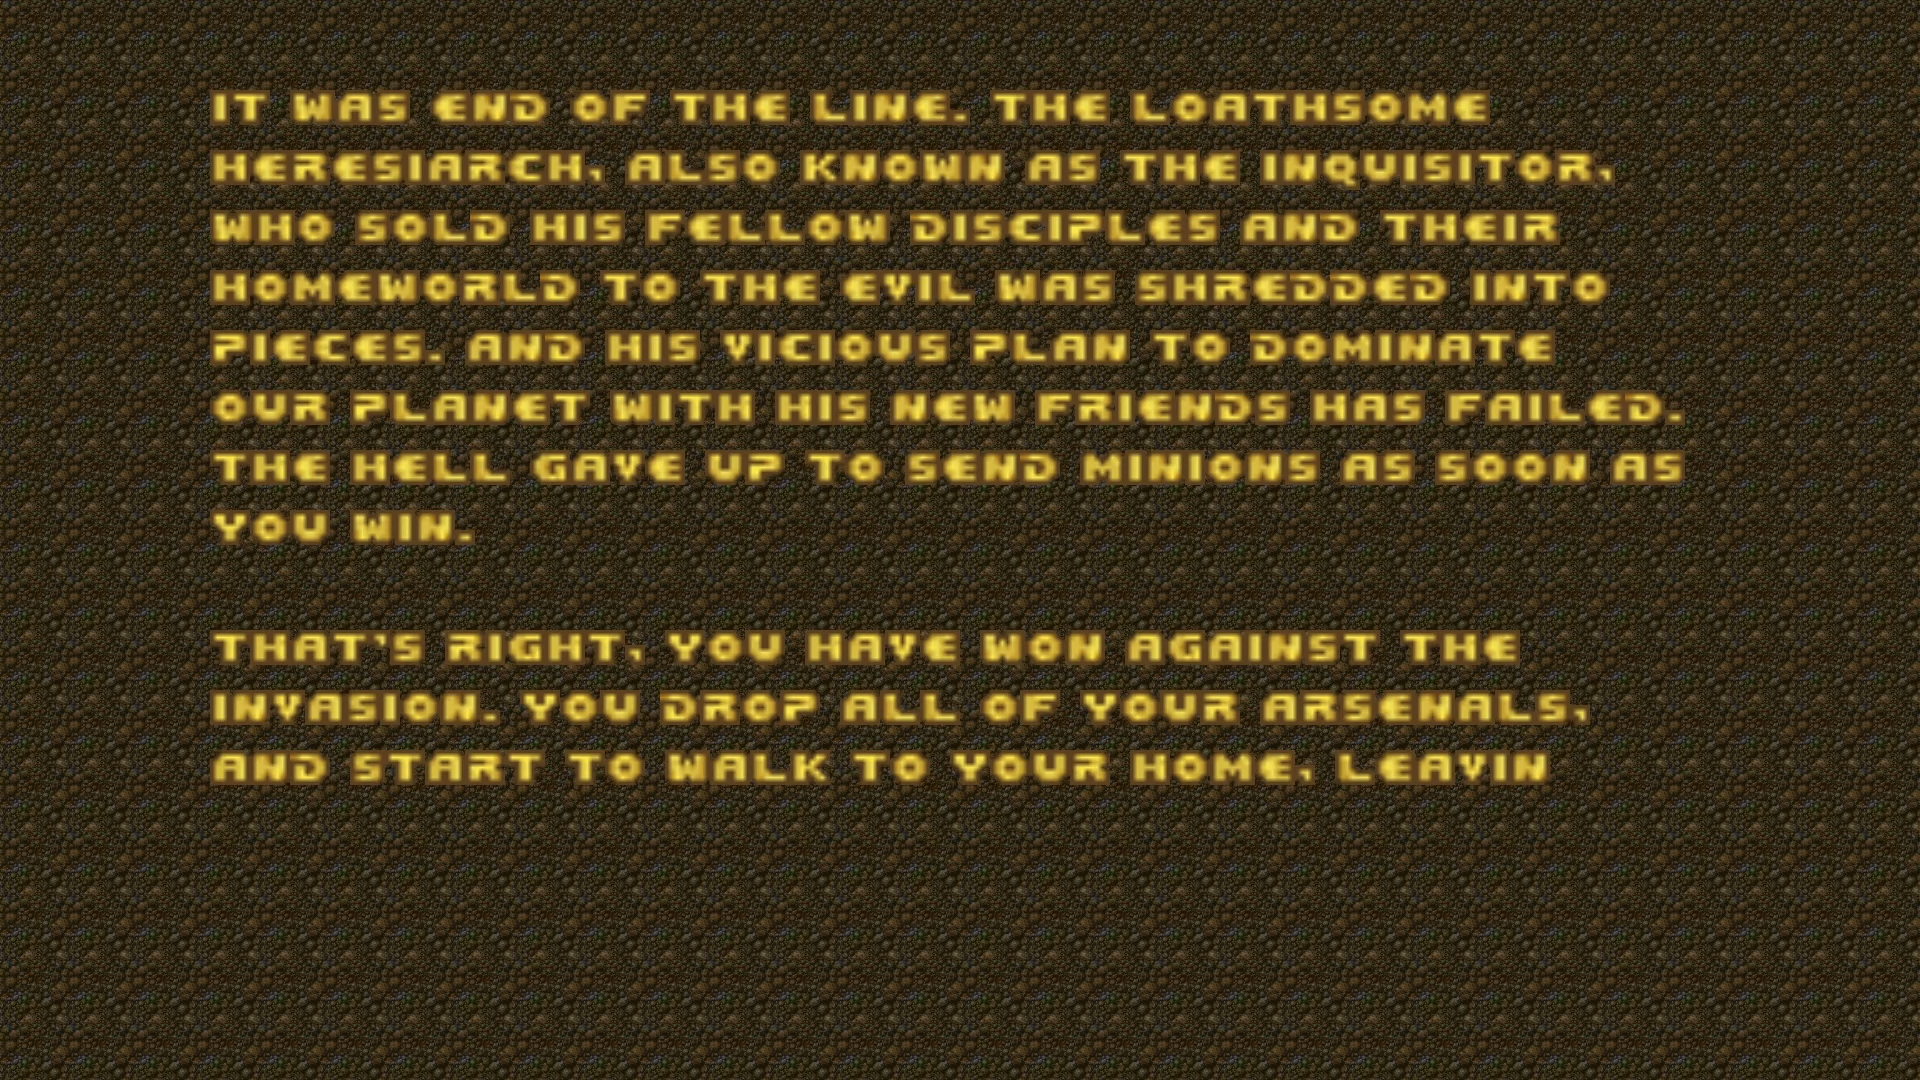 IT WAS END OF THE LINE. THE LOATHSOME
HERESIARCH, ALSO KNOWN AS THE INQUISITOR,
WHO SOLD HIS FELLOW DISCIPLES AND THEIR
HOMEWORLD TO THE EVIL WAS SHREDDED INTO
PIECES. AND HIS VICIOUS PLAN TO DOMINATE
OUR PLANET WITH HIS NEW FRIENDS HAS FAILED.
THE HELL GAVE UP TO SEND MINIONS AS SOON AS
YOU WIN.
THAT'S RIGHT, YOU HAVE WON AGAINST THE
INVASION. YOU DROP ALL OF YOUR ARSENALS,
AND START TO WALK TO YOUR HOME, LEAVIN